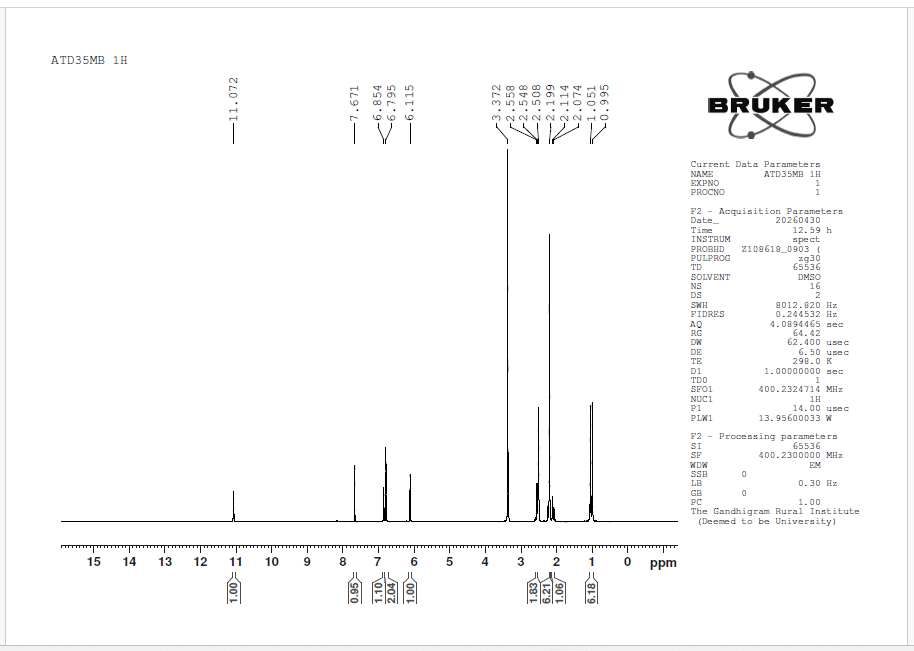 ATD35MB 1H
11.072
7.671
6.854
6.795
6.115
3.372
2.558
2.548
2.508
2.199
2.114
2.074
1.051
0.995
BRUKER
Current Data Parameters
NAME ATD35MB 1H
EXPNO 1
PROCNO 1
F2 - Acquisition Parameters
Date_ 20260430
Time 12.59 h
INSTRUM spect
PROBHD Z108618_0903 (
PULPROG zg30
TD 65536
SOLVENT DMSO
NS 16
DS 2
SWH 8012.820 Hz
FIDRES 0.244532 Hz
AQ 4.0894465 sec
RG 64.42
DW 62.400 usec
DE 6.50 usec
TE 298.0 K
D1 1.00000000 sec
TD0 1
SFO1 400.2324714 MHz
NUC1 1H
P1 14.00 usec
PLW1 13.95600033 W
F2 - Processing parameters
SI 65536
SF 400.2300000 MHz
WDW EM
SSB 0
LB 0.30 Hz
GB 0
PC 1.00
The Gandhigram Rural Institute
(Deemed to be University)
15 14 13 12 11 10 9 8 7 6 5 4 3 2 1 0 ppm
1.00
0.95
1.10
2.04
1.00
1.83
6.21
1.06
6.18